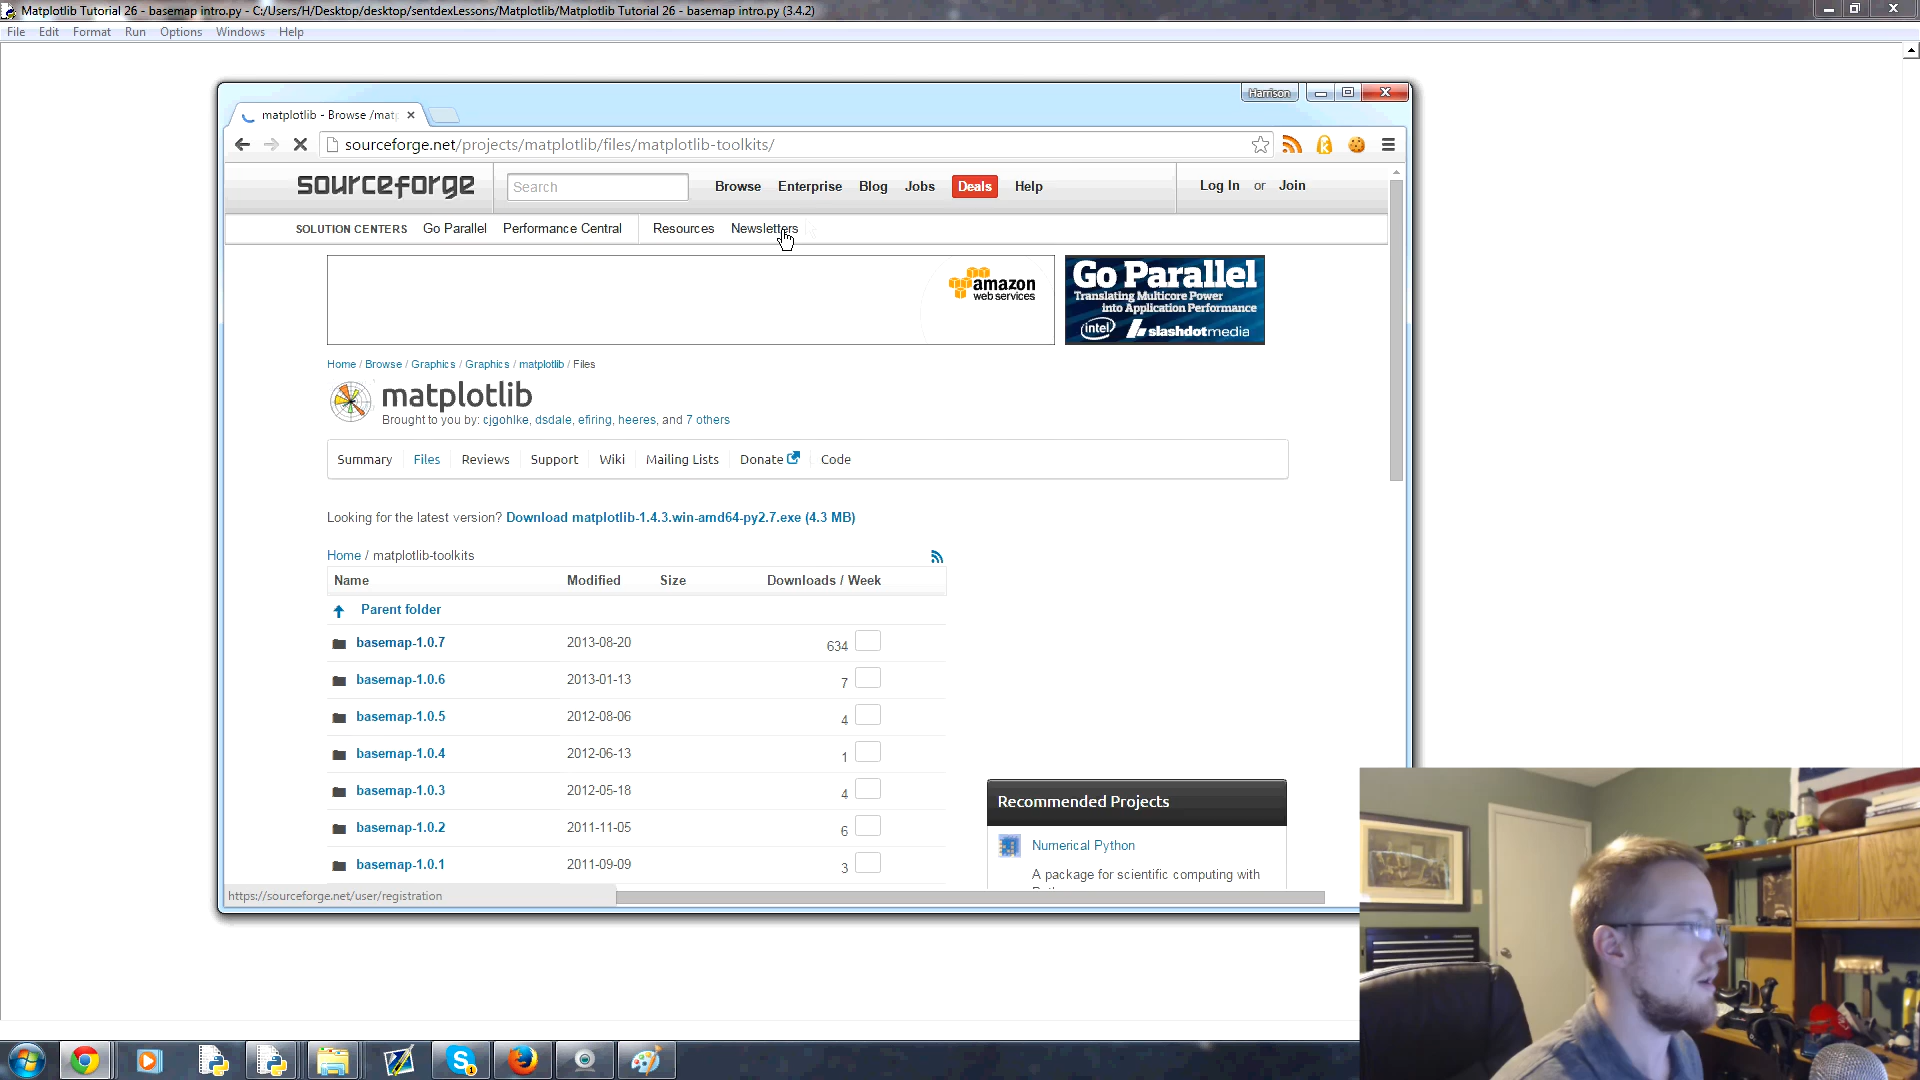 Matplotlib Tutorial 26 - basemap intro.py - C:/Users/H/Desktop/desktop/sentdexLessons/Matplotlib/Matplotlib Tutorial 26 - basemap intro.py (3.4.2)
File Edit Format Run Options Windows Help
Harrison
matplotlib - Browse /matp
sourceforge.net/projects/matplotlib/files/matplotlib-toolkits/
sourceforge Search Browse Enterprise Blog Jobs Deals Help Log In or Join
SOLUTION CENTERS Go Parallel Performance Central Resources Newsletters
amazon
web services
Go Parallel
Translating Multicore Power
into Application Performance
intel slashdotmedia
Home / Browse / Graphics / Graphics / matplotlib / Files
matplotlib
Brought to you by: cjgohlke, dsdale, efiring, heeres, and 7 others
Summary Files Reviews Support Wiki Mailing Lists Donate Code
Looking for the latest version? Download matplotlib-1.4.3.win-amd64-py2.7.exe (4.3 MB)
Home / matplotlib-toolkits
Name Modified Size Downloads / Week
Parent folder
basemap-1.0.7 2013-08-20 634
basemap-1.0.6 2013-01-13 7
basemap-1.0.5 2012-08-06 4
basemap-1.0.4 2012-06-13 1
basemap-1.0.3 2012-05-18 4
basemap-1.0.2 2011-11-05 6
basemap-1.0.1 2011-09-09 3
Recommended Projects
Numerical Python
A package for scientific computing with
https://sourceforge.net/user/registration